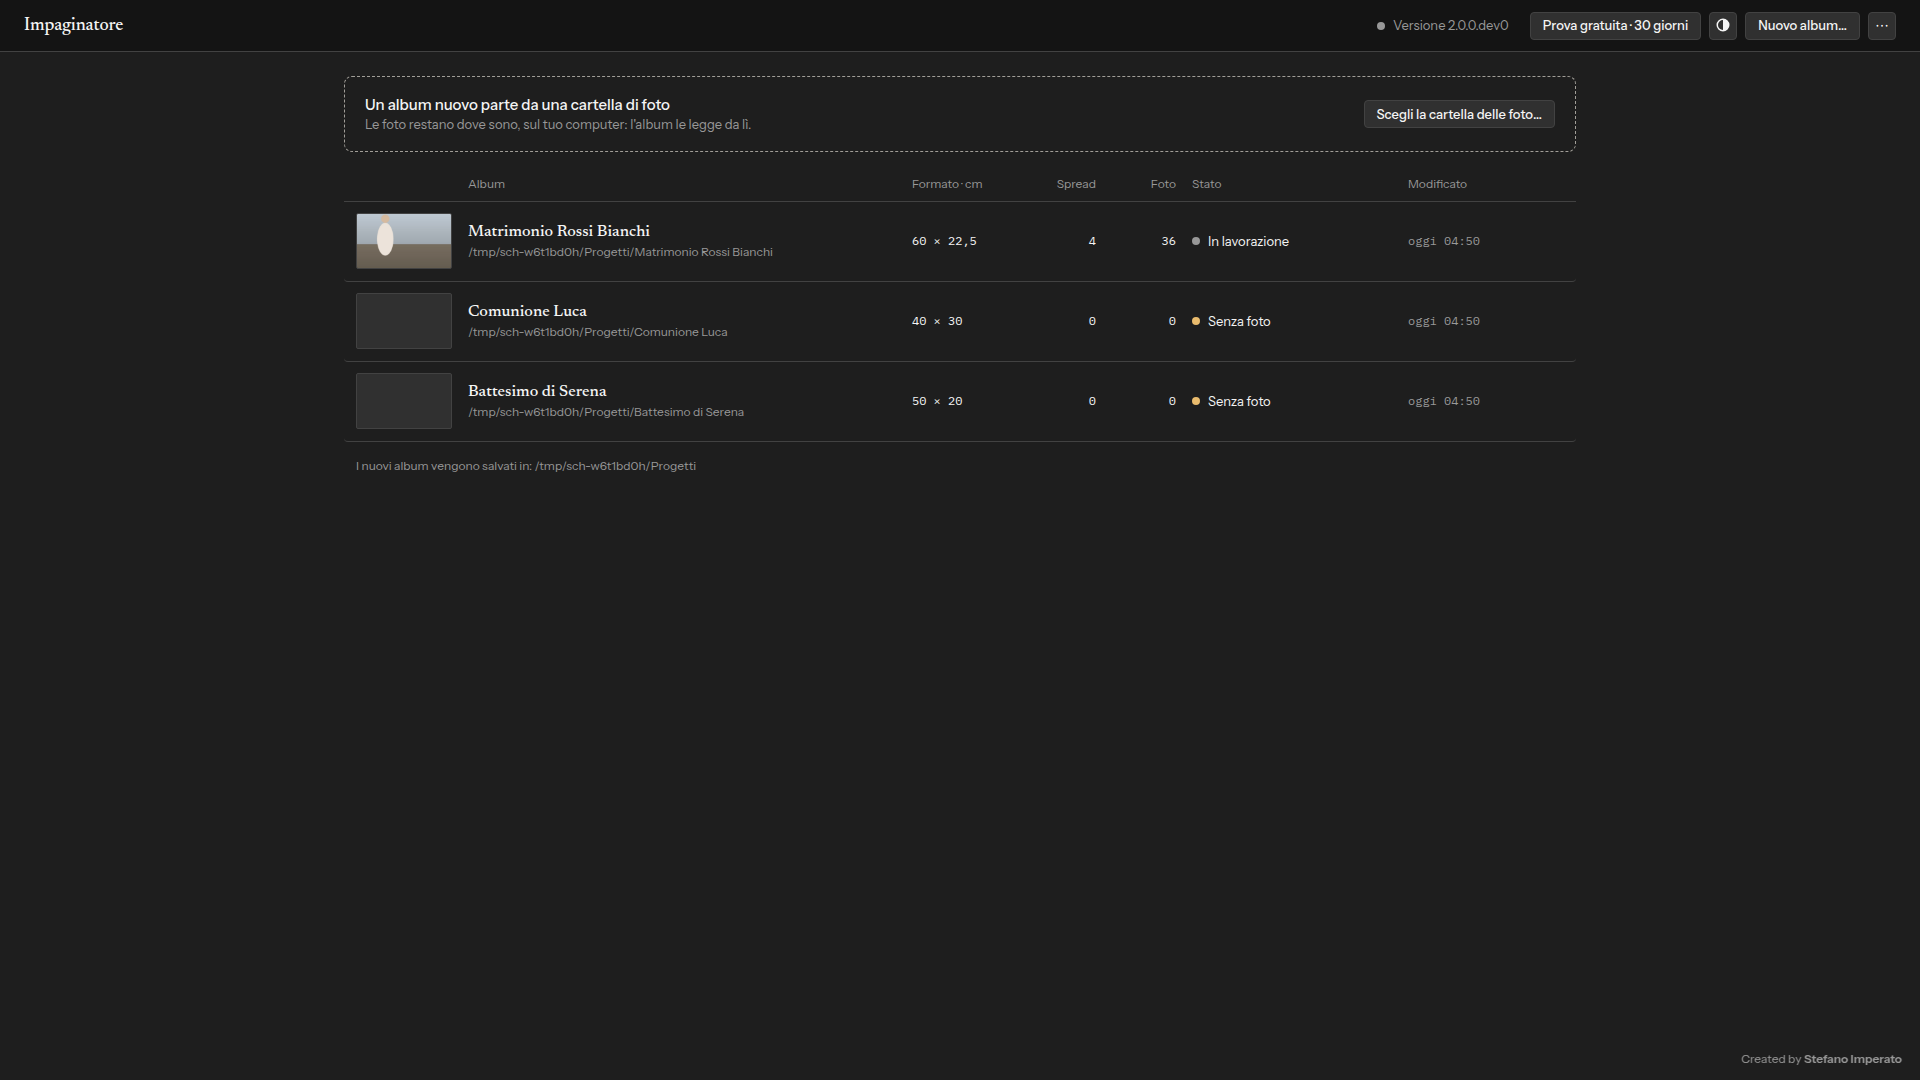 Impaginatore
Versione 2.0.0.dev0
Prova gratuita · 30 giorni
Nuovo album…
···
Un album nuovo parte da una cartella di foto
Le foto restano dove sono, sul tuo computer: l'album le legge da lì.
Scegli la cartella delle foto…
Album Formato · cm Spread Foto Stato Modificato
Matrimonio Rossi Bianchi
/tmp/sch-w6t1bd0h/Progetti/Matrimonio Rossi Bianchi
60 × 22,5 4 36 In lavorazione oggi 04:50
Comunione Luca
/tmp/sch-w6t1bd0h/Progetti/Comunione Luca
40 × 30 0 0 Senza foto oggi 04:50
Battesimo di Serena
/tmp/sch-w6t1bd0h/Progetti/Battesimo di Serena
50 × 20 0 0 Senza foto oggi 04:50
I nuovi album vengono salvati in: /tmp/sch-w6t1bd0h/Progetti
Created by Stefano Imperato